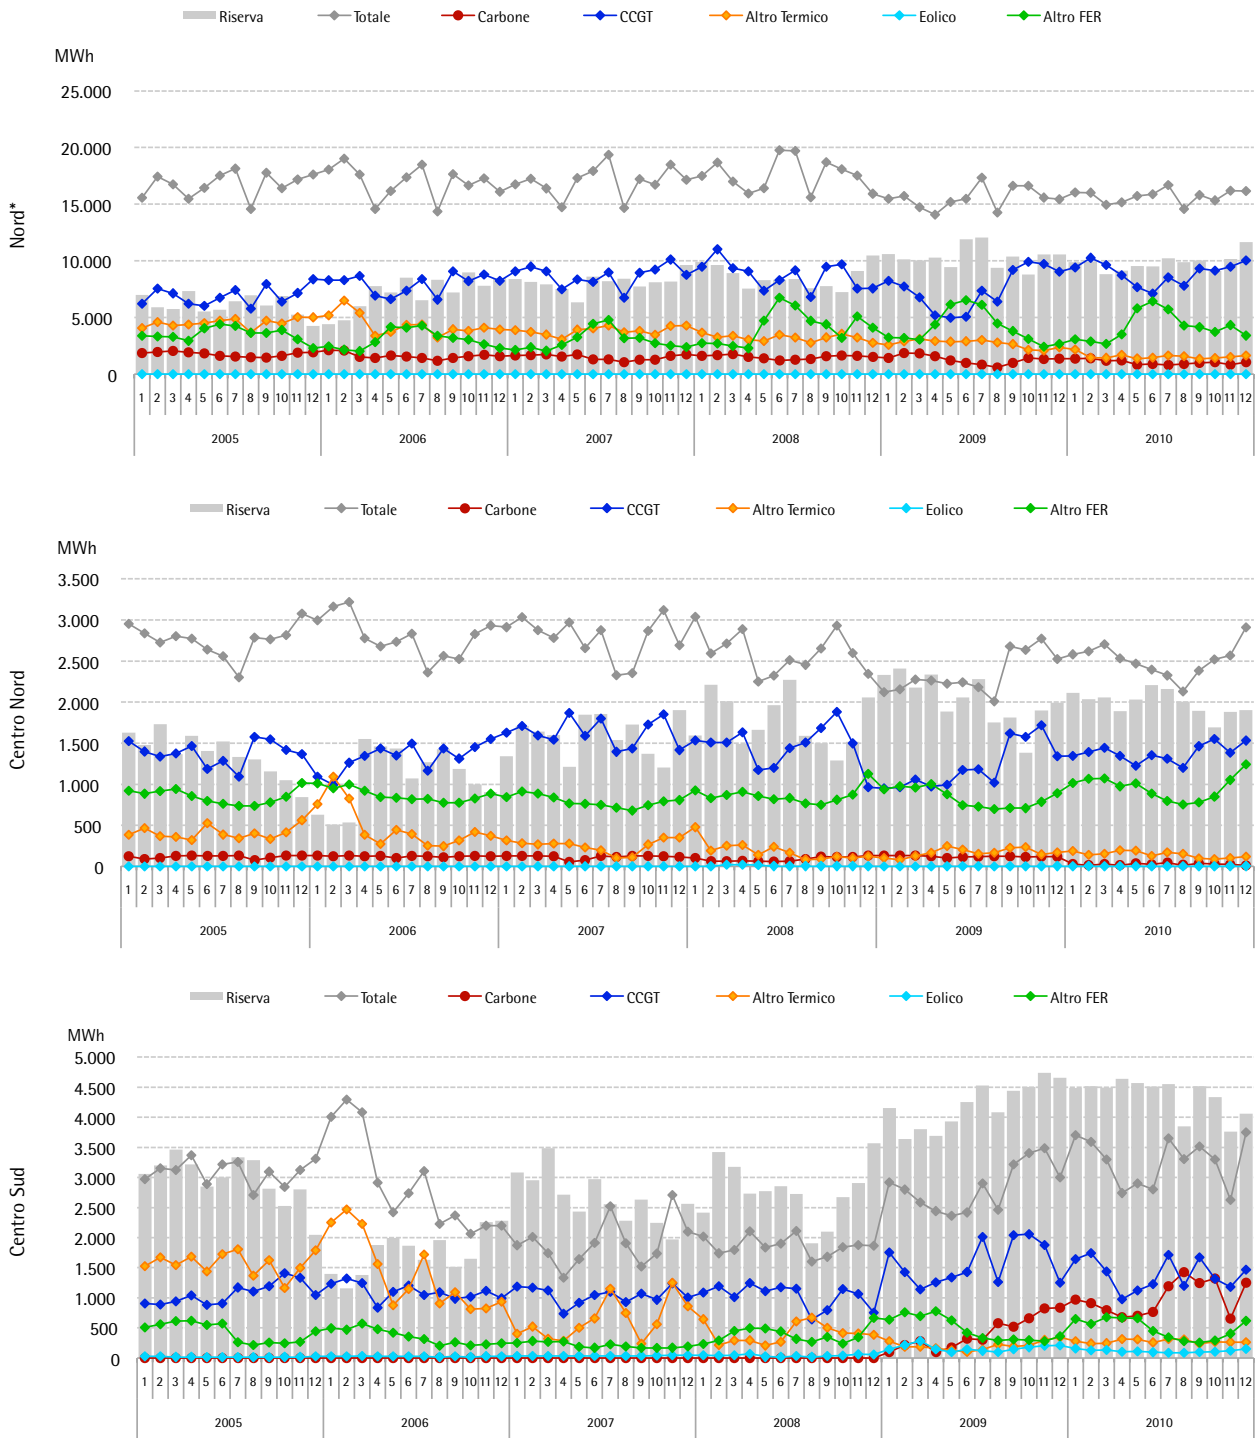 Riserva Totale Carbone CCGT Altro Termico Eolico Altro FER
MWh
25.000
20.000
15.000
10.000
5.000
0
Nord*
1 2 3 4 5 6 7 8 9 10 11 12 1 2 3 4 5 6 7 8 9 10 11 12 1 2 3 4 5 6 7 8 9 10 11 12 1 2 3 4 5 6 7 8 9 10 11 12 1 2 3 4 5 6 7 8 9 10 11 12 1 2 3 4 5 6 7 8 9 10 11 12
2005 2006 2007 2008 2009 2010
Riserva Totale Carbone CCGT Altro Termico Eolico Altro FER
MWh
3.500
3.000
2.500
2.000
1.500
1.000
500
0
Centro Nord
1 2 3 4 5 6 7 8 9 10 11 12 1 2 3 4 5 6 7 8 9 10 11 12 1 2 3 4 5 6 7 8 9 10 11 12 1 2 3 4 5 6 7 8 9 10 11 12 1 2 3 4 5 6 7 8 9 10 11 12 1 2 3 4 5 6 7 8 9 10 11 12
2005 2006 2007 2008 2009 2010
Riserva Totale Carbone CCGT Altro Termico Eolico Altro FER
MWh
5.000
4.500
4.000
3.500
3.000
2.500
2.000
1.500
1.000
500
0
Centro Sud
1 2 3 4 5 6 7 8 9 10 11 12 1 2 3 4 5 6 7 8 9 10 11 12 1 2 3 4 5 6 7 8 9 10 11 12 1 2 3 4 5 6 7 8 9 10 11 12 1 2 3 4 5 6 7 8 9 10 11 12 1 2 3 4 5 6 7 8 9 10 11 12
2005 2006 2007 2008 2009 2010